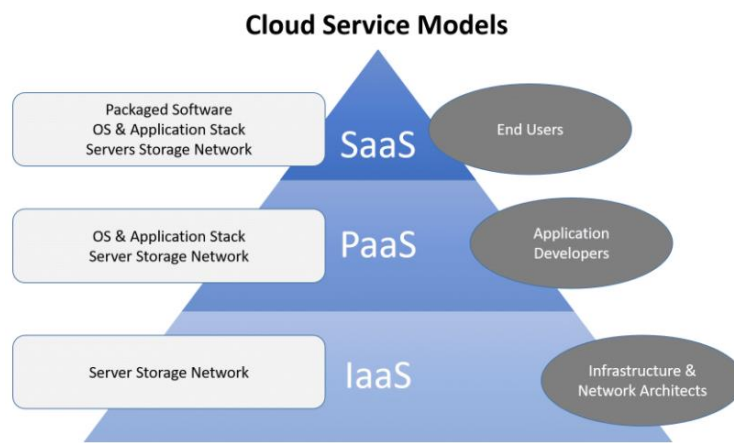 Cloud Service Models
Packaged Software
OS & Application Stack
Servers Storage Network
SaaS
End Users
OS & Application Stack
Server Storage Network
PaaS
Application
Developers
Server Storage Network
IaaS
Infrastructure &
Network Architects